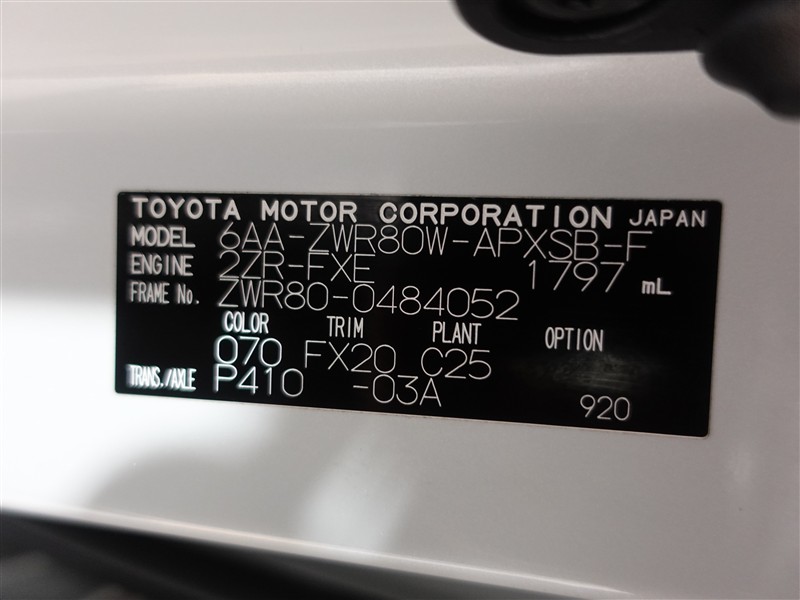 TOYOTA MOTOR CORPORATION JAPAN
MODEL 6AA-ZWR80W-APXSB-F
ENGINE 2ZR-FXE 1797 mL
FRAME No. ZWR80-0484052
COLOR TRIM PLANT OPTION
070 FX20 C25
TRANS./AXLE P410 -03A 920